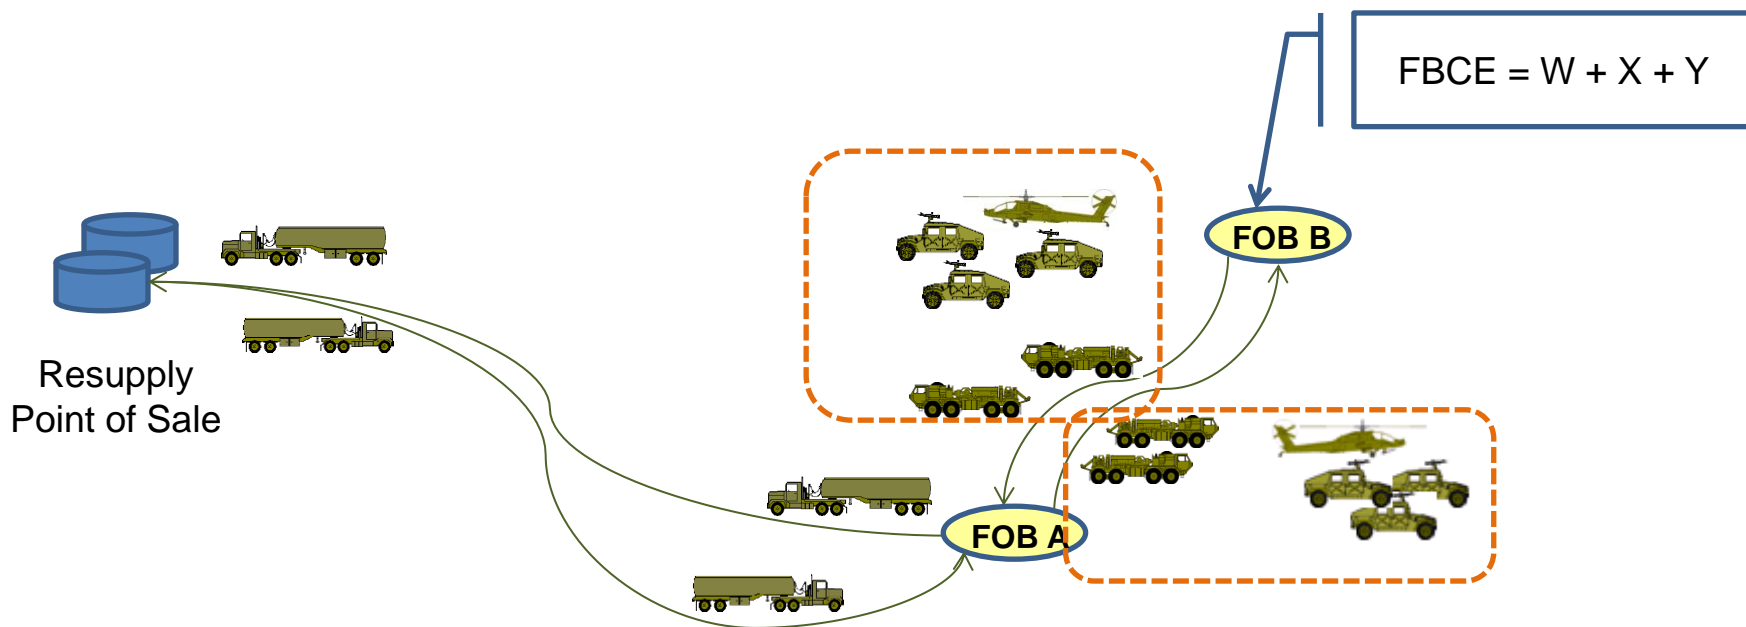 FBCE = W + X + Y
FOB B
Resupply
Point of Sale
FOB A